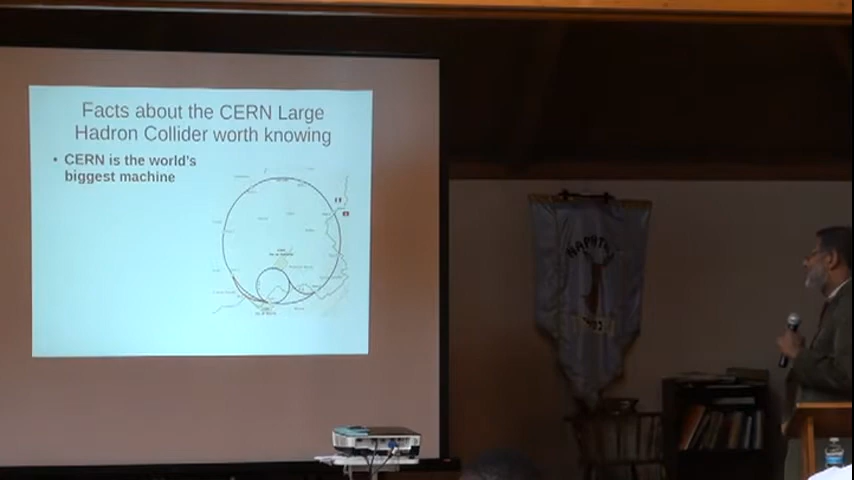 Facts about the CERN Large
Hadron Collider worth knowing
• CERN is the world's
biggest machine